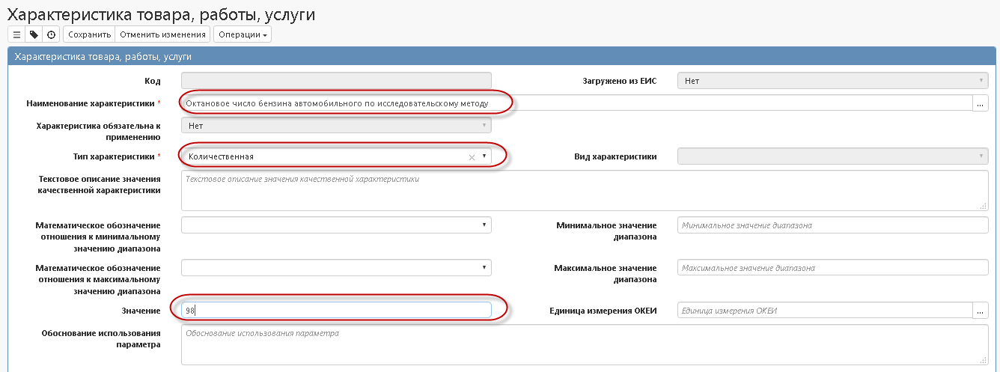 Характеристика товара, работы, услуги
Сохранить Отменить изменения Операции
Характеристика товара, работы, услуги
Код
Загружено из ЕИС Нет
Наименование характеристики * Октановое число бензина автомобильного по исследовательскому методу ...
Характеристика обязательна к
применению
Нет
Тип характеристики * Количественная
Вид характеристики
Текстовое описание значения
качественной характеристики
Текстовое описание значения качественной характеристики
Математическое обозначение
отношения к минимальному
значению диапазона
Минимальное значение
диапазона
Минимальное значение диапазона
Математическое обозначение
отношения к максимальному
значению диапазона
Максимальное значение
диапазона
Максимальное значение диапазона
Значение 98
Единица измерения ОКЕИ Единица измерения ОКЕИ ...
Обоснование использования
параметра
Обоснование использования параметра